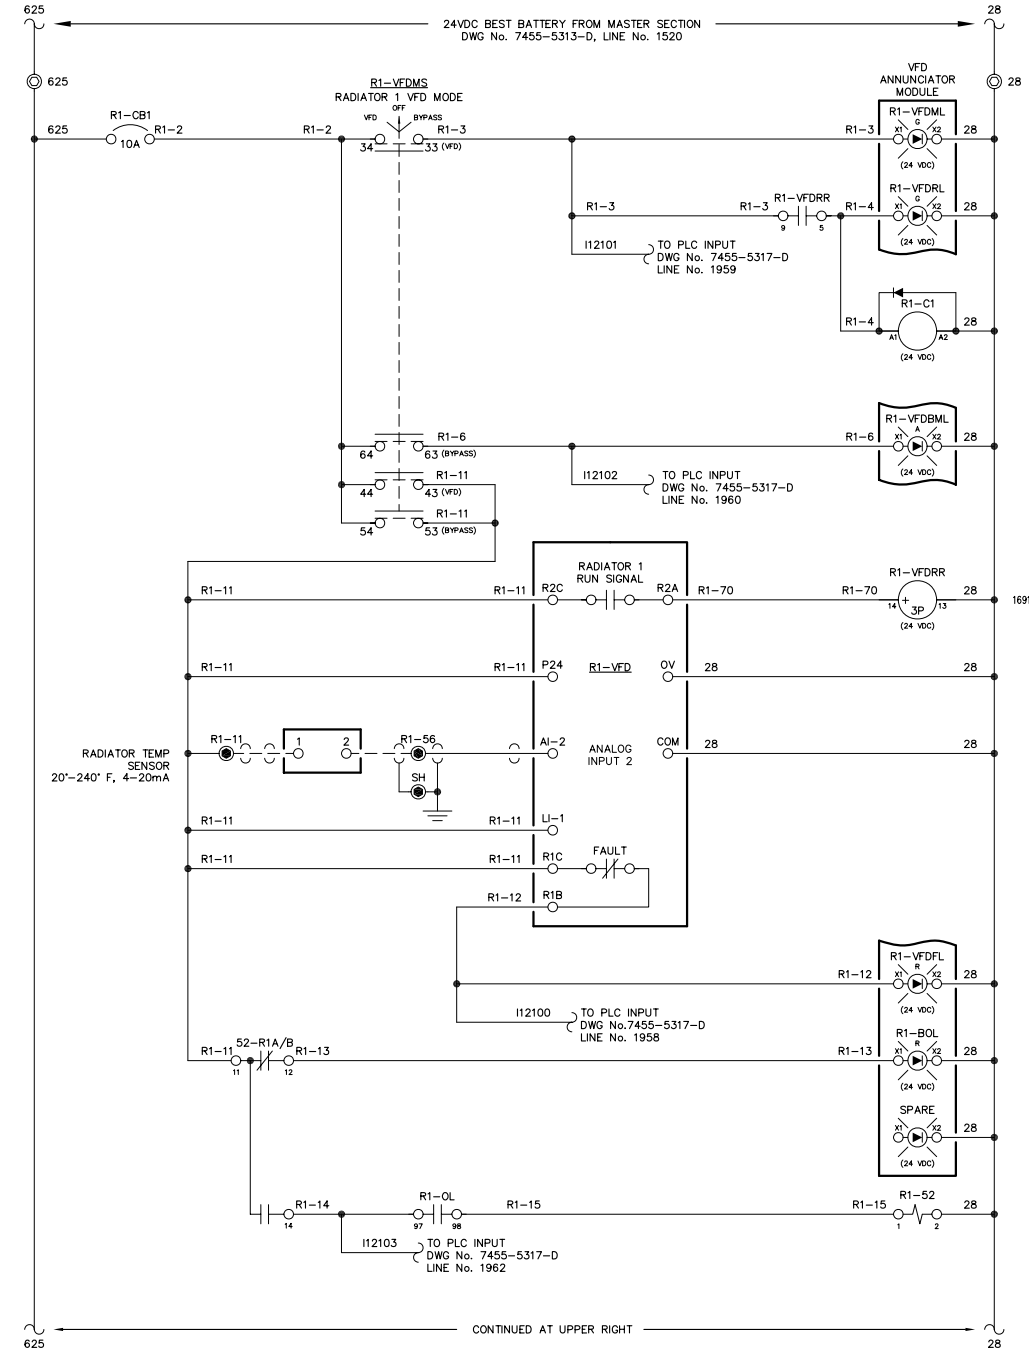 625
24VDC BEST BATTERY FROM MASTER SECTION
DWG No. 7455-5313-D, LINE No. 1520
28
625
R1-VFDMS
RADIATOR 1 VFD MODE
OFF
VFD
BYPASS
VFD
ANNUNCIATOR
MODULE
28
625
R1-CB1
10A
R1-2
R1-2
34
33 (VFD)
R1-3
R1-3
R1-VFDML
G
X1
X2
(24 VDC)
28
R1-3
R1-3
R1-VFDRR
9
5
R1-4
R1-VFDRL
G
X1
X2
(24 VDC)
28
I12101
TO PLC INPUT
DWG No. 7455-5317-D
LINE No. 1959
R1-4
R1-C1
A1
A2
(24 VDC)
28
64
63 (BYPASS)
R1-6
R1-6
R1-VFDBML
A
X1
X2
(24 VDC)
28
44
43 (VFD)
R1-11
I12102
TO PLC INPUT
DWG No. 7455-5317-D
LINE No. 1960
54
53 (BYPASS)
R1-11
R1-11
R1-11
R2C
RADIATOR 1
RUN SIGNAL
R2A
R1-70
R1-70
R1-VFDRR
14
+
3P
13
(24 VDC)
28
1691
R1-11
R1-11
P24
R1-VFD
OV
28
28
RADIATOR TEMP
SENSOR
20°-240° F, 4-20mA
R1-11
1
2
R1-56
SH
AI-2
ANALOG
INPUT 2
COM
28
28
R1-11
R1-11
LI-1
R1-11
R1-11
R1C
FAULT
R1-12
R1B
R1-12
R1-VFDFL
R
X1
X2
(24 VDC)
28
I12100
TO PLC INPUT
DWG No.7455-5317-D
LINE No. 1958
R1-11
52-R1A/B
11
12
R1-13
R1-13
R1-BOL
R
X1
X2
(24 VDC)
28
SPARE
X1
X2
(24 VDC)
28
14
R1-14
R1-OL
97
98
R1-15
R1-15
R1-52
1
2
28
I12103
TO PLC INPUT
DWG No. 7455-5317-D
LINE No. 1962
625
CONTINUED AT UPPER RIGHT
28